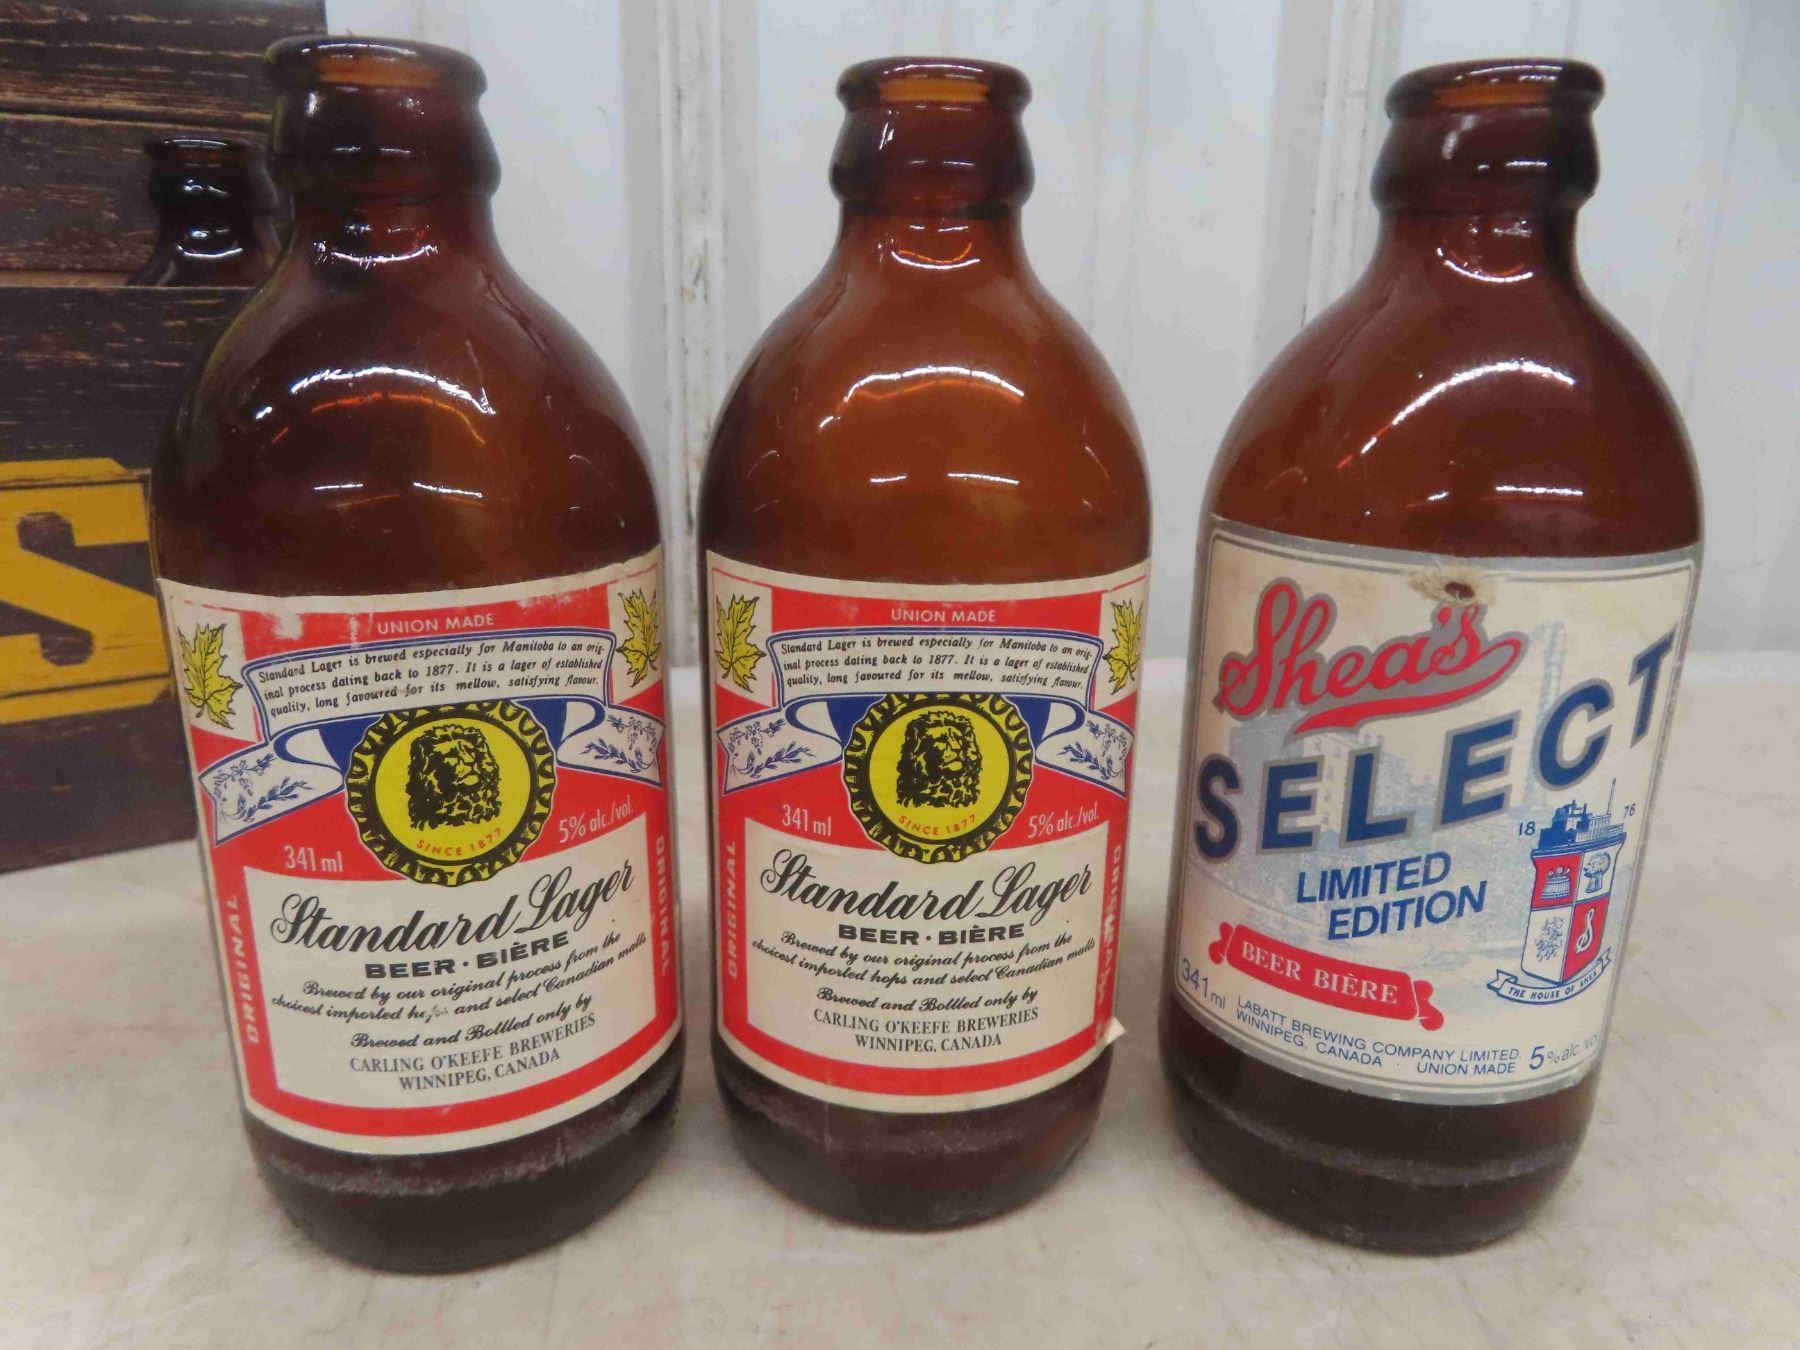 S
UNION MADE
Standard Lager is brewed especially for Manitoba to an orig-
inal process dating back to 1877. It is a lager of established
quality, long favoured for its mellow, satisfying flavour.
SINCE 1877
341 ml
5% alc./vol.
Standard Lager
BEER · BIÈRE
Brewed by our original process from the
choicest imported and select Canadian malts
Brewed and Bottled only by
CARLING O'KEEFE BREWERIES
WINNIPEG, CANADA
ORIGINAL
ORIGINAL
UNION MADE
Standard Lager is brewed especially for Manitoba to an orig-
inal process dating back to 1877. It is a lager of established
quality, long favoured for its mellow, satisfying flavour.
SINCE 1877
341 ml
5% alc./vol.
Standard Lager
BEER · BIÈRE
Brewed by our original process from the
choicest imported hops and select Canadian malts
Brewed and Bottled only by
CARLING O'KEEFE BREWERIES
WINNIPEG, CANADA
ORIGINAL
Shea's
SELECT
LIMITED
EDITION
18 76
S
THE HOUSE OF SHEA
BEER BIÈRE
341 ml
LABATT BREWING COMPANY LIMITED
WINNIPEG, CANADA · UNION MADE
5% alc/vo